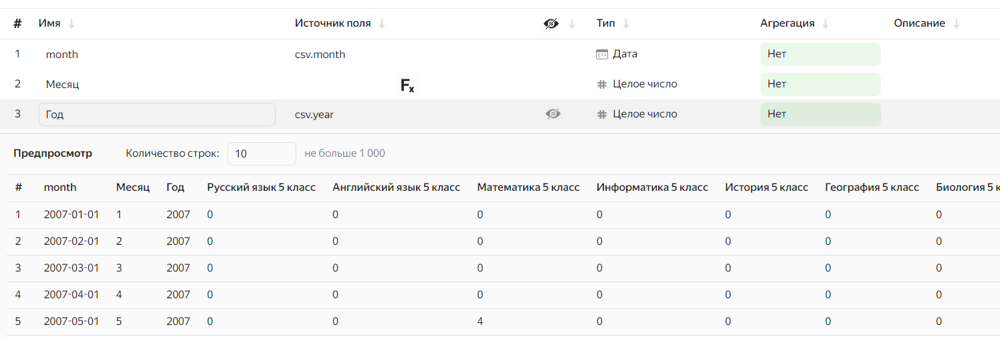 # Имя Источник поля Тип Агрегация Описание
1 month csv.month Дата Нет
2 Месяц Fx Целое число Нет
3 Год csv.year Целое число Нет
Предпросмотр Количество строк: 10 не больше 1 000
# month Месяц Год Русский язык 5 класс Английский язык 5 класс Математика 5 класс Информатика 5 класс История 5 класс География 5 класс Биология 5 к
1 2007-01-01 1 2007 0 0 0 0 0 0 0
2 2007-02-01 2 2007 0 0 0 0 0 0 0
3 2007-03-01 3 2007 0 0 0 0 0 0 0
4 2007-04-01 4 2007 0 0 0 0 0 0 0
5 2007-05-01 5 2007 0 0 4 0 0 0 0